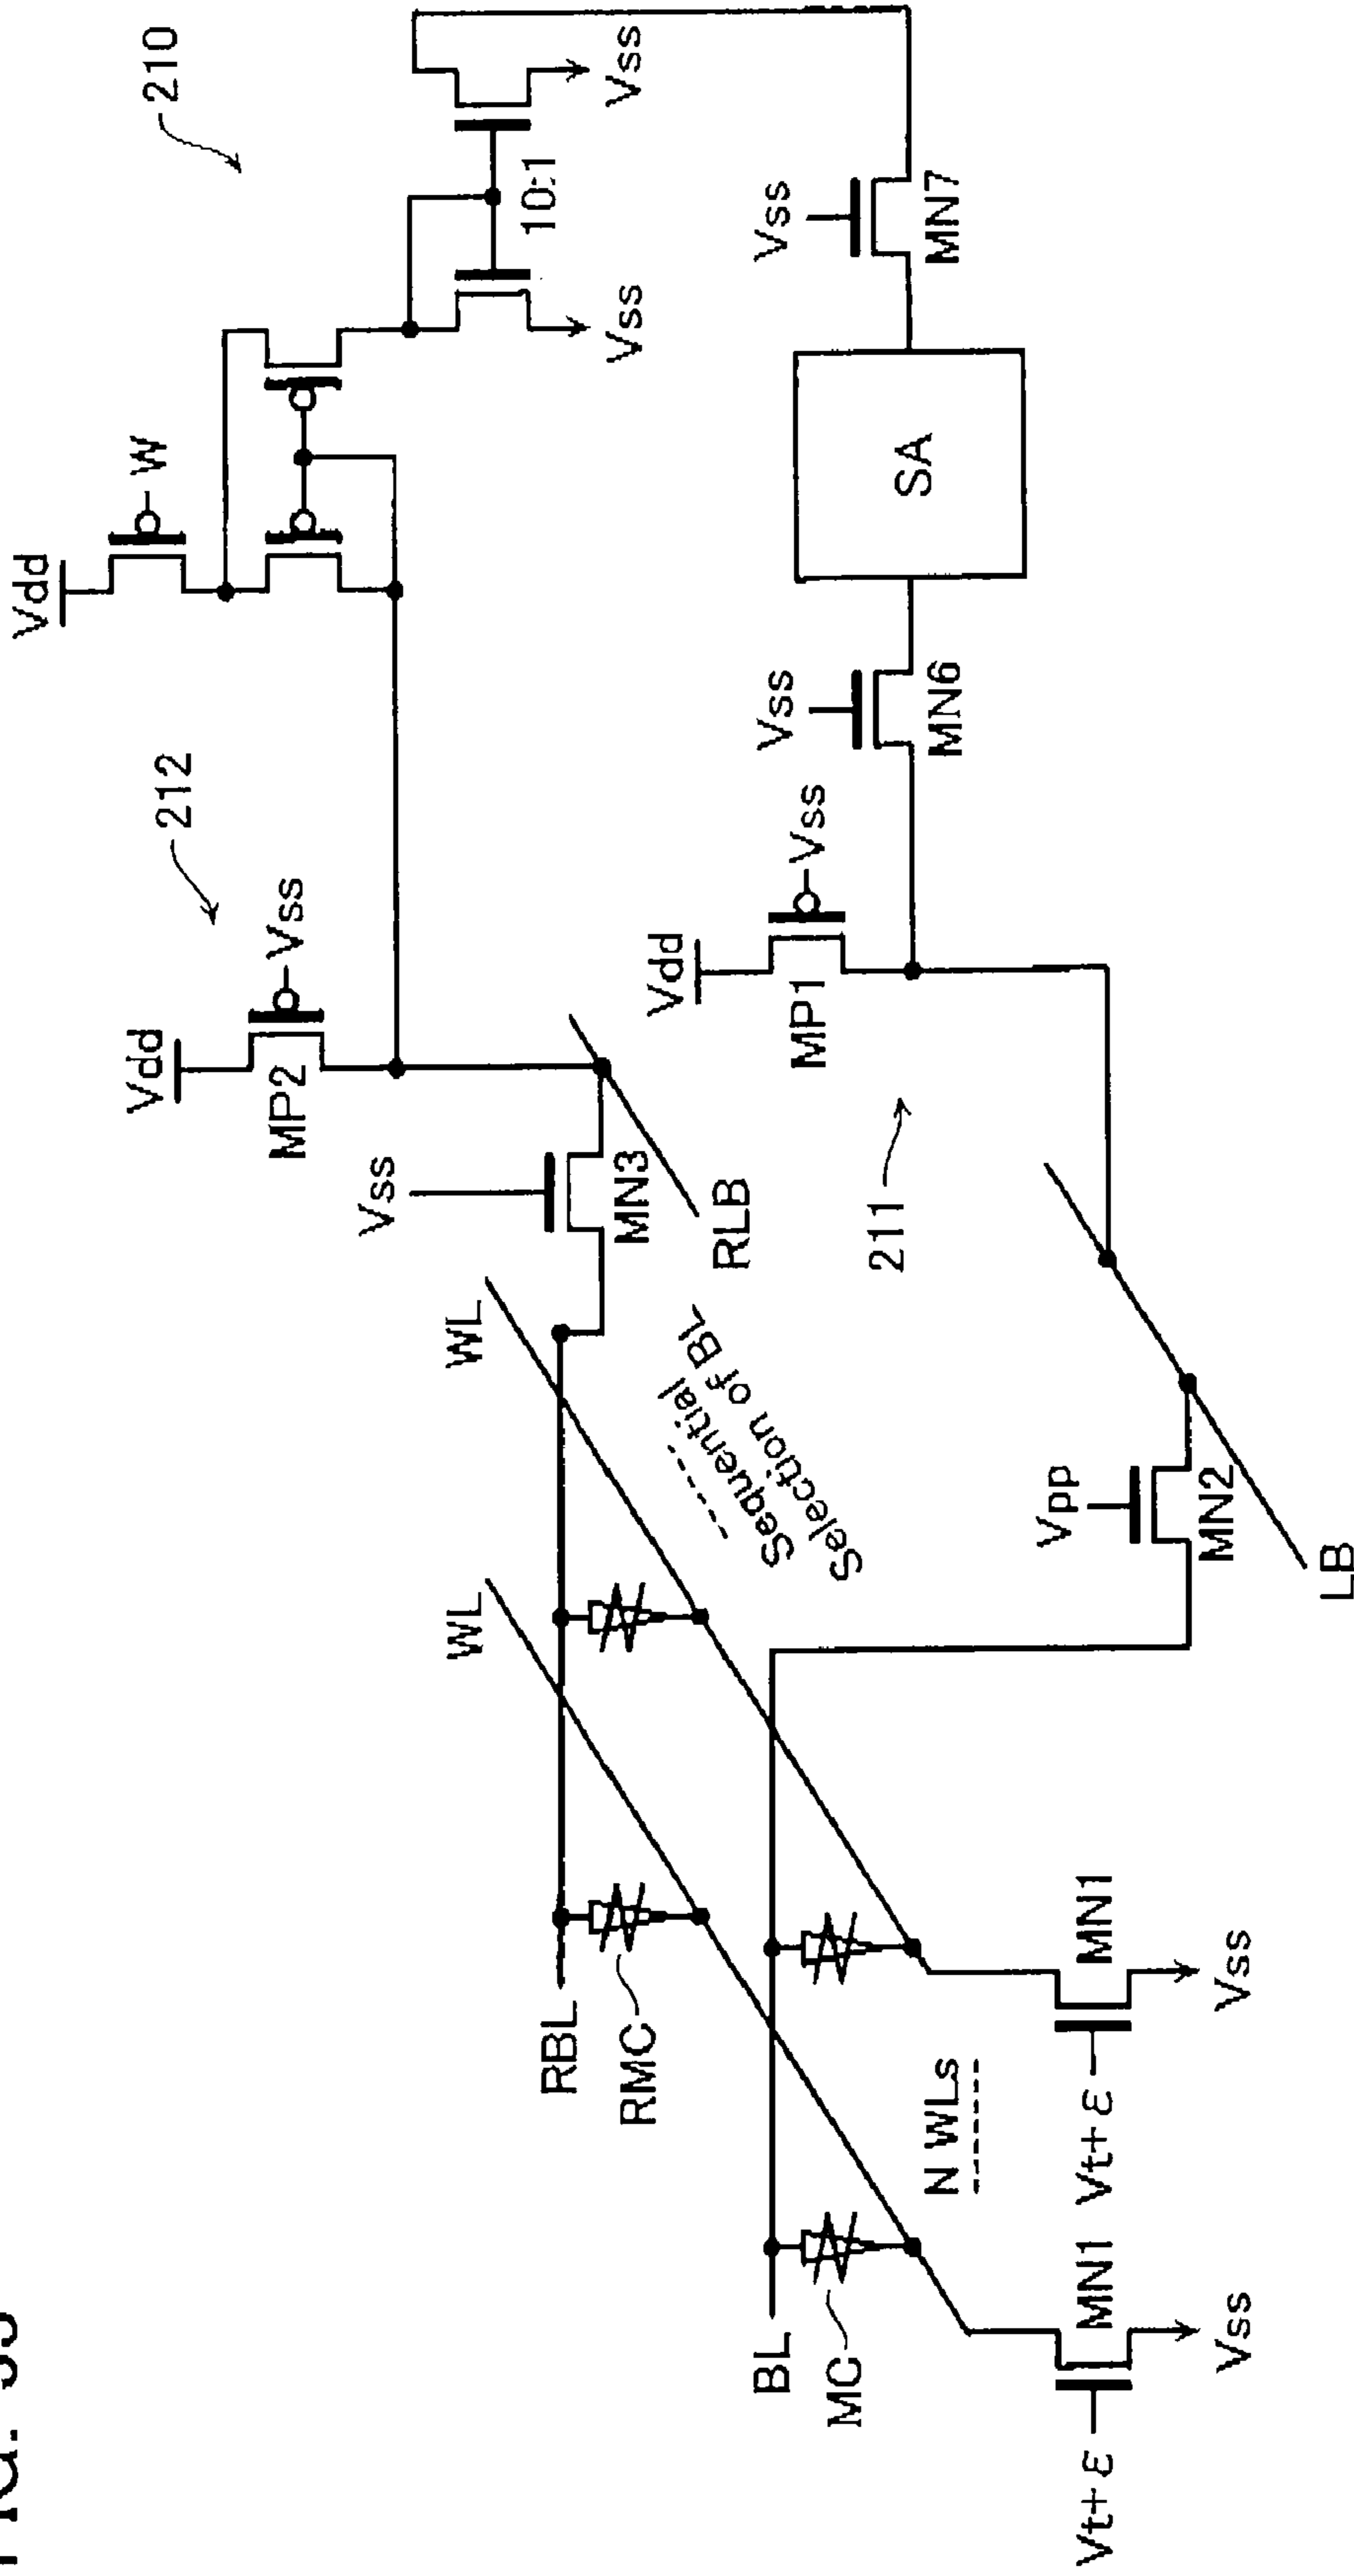 Vdd
W
210
212
Vdd
Vss
MP2
Vss
MN3
RLB
10:1
Vss
Vss
WL
WL
RBL
RMC
Sequential
Selection of BL
211
Vdd
Vss
MP1
Vss
MN6
SA
Vss
MN7
BL
MC
N WLs
Vpp
MN2
LB
Vt+ε
MN1
Vss
Vt+ε
MN1
Vss